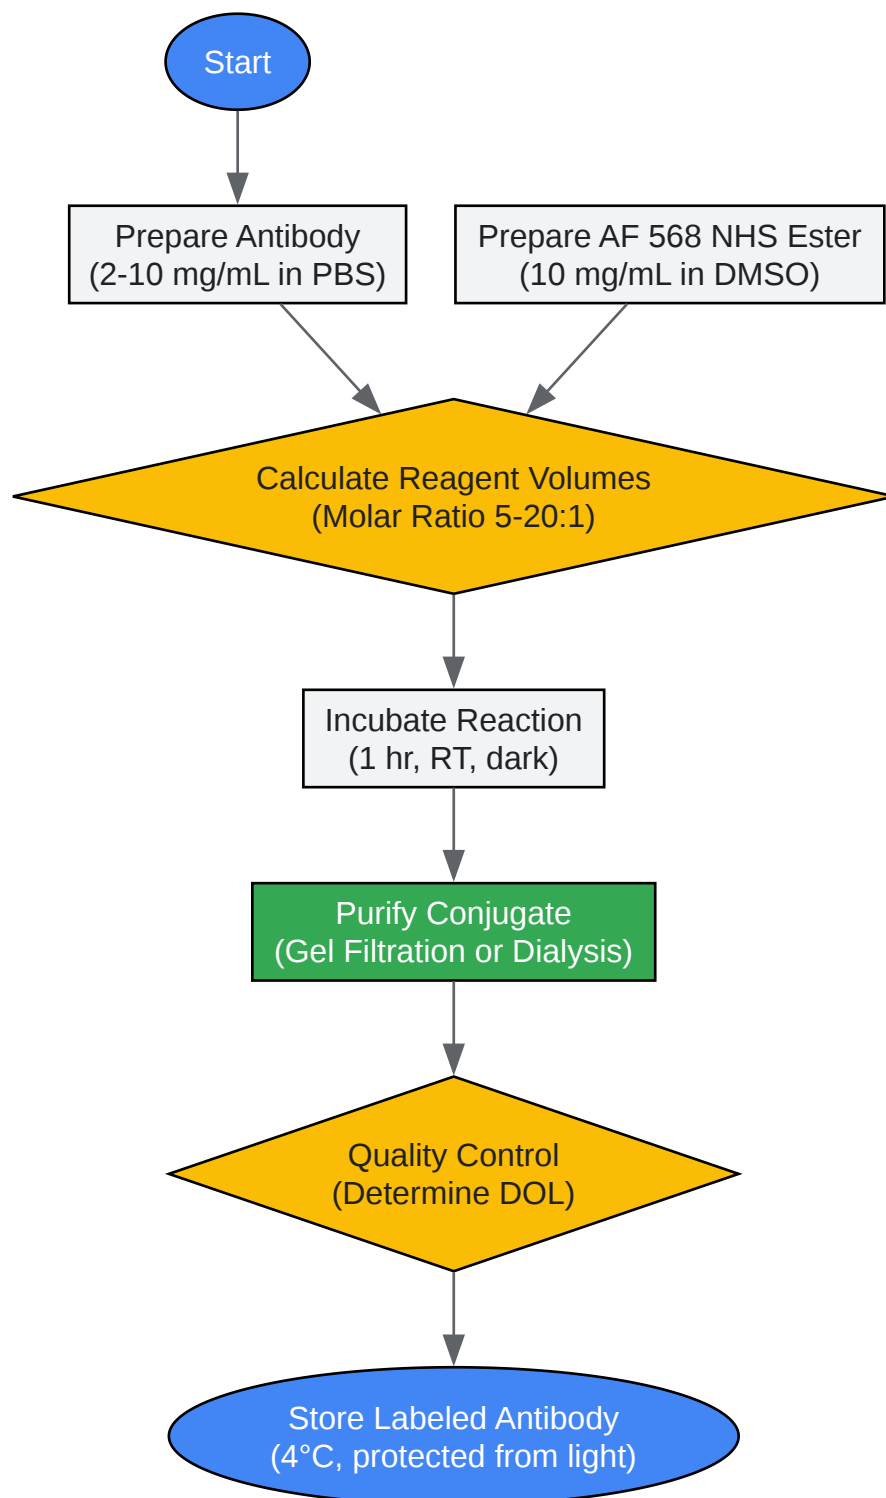 Start
Prepare Antibody
(2-10 mg/mL in PBS)
Prepare AF 568 NHS Ester
(10 mg/mL in DMSO)
Calculate Reagent Volumes
(Molar Ratio 5-20:1)
Incubate Reaction
(1 hr, RT, dark)
Purify Conjugate
(Gel Filtration or Dialysis)
Quality Control
(Determine DOL)
Store Labeled Antibody
(4°C, protected from light)